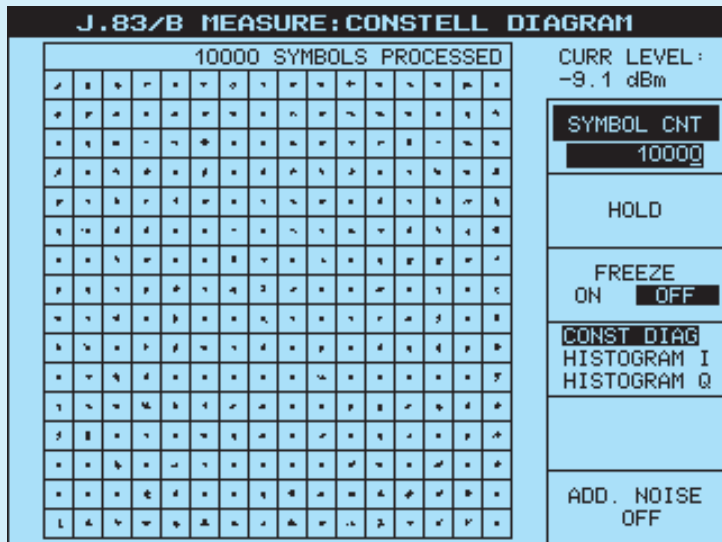 J.83/B MEASURE:CONSTELL DIAGRAM
10000 SYMBOLS PROCESSED
CURR LEVEL:
-9.1 dBm
SYMBOL CNT
10000
HOLD
FREEZE
ON OFF
CONST DIAG
HISTOGRAM I
HISTOGRAM Q
ADD. NOISE
OFF